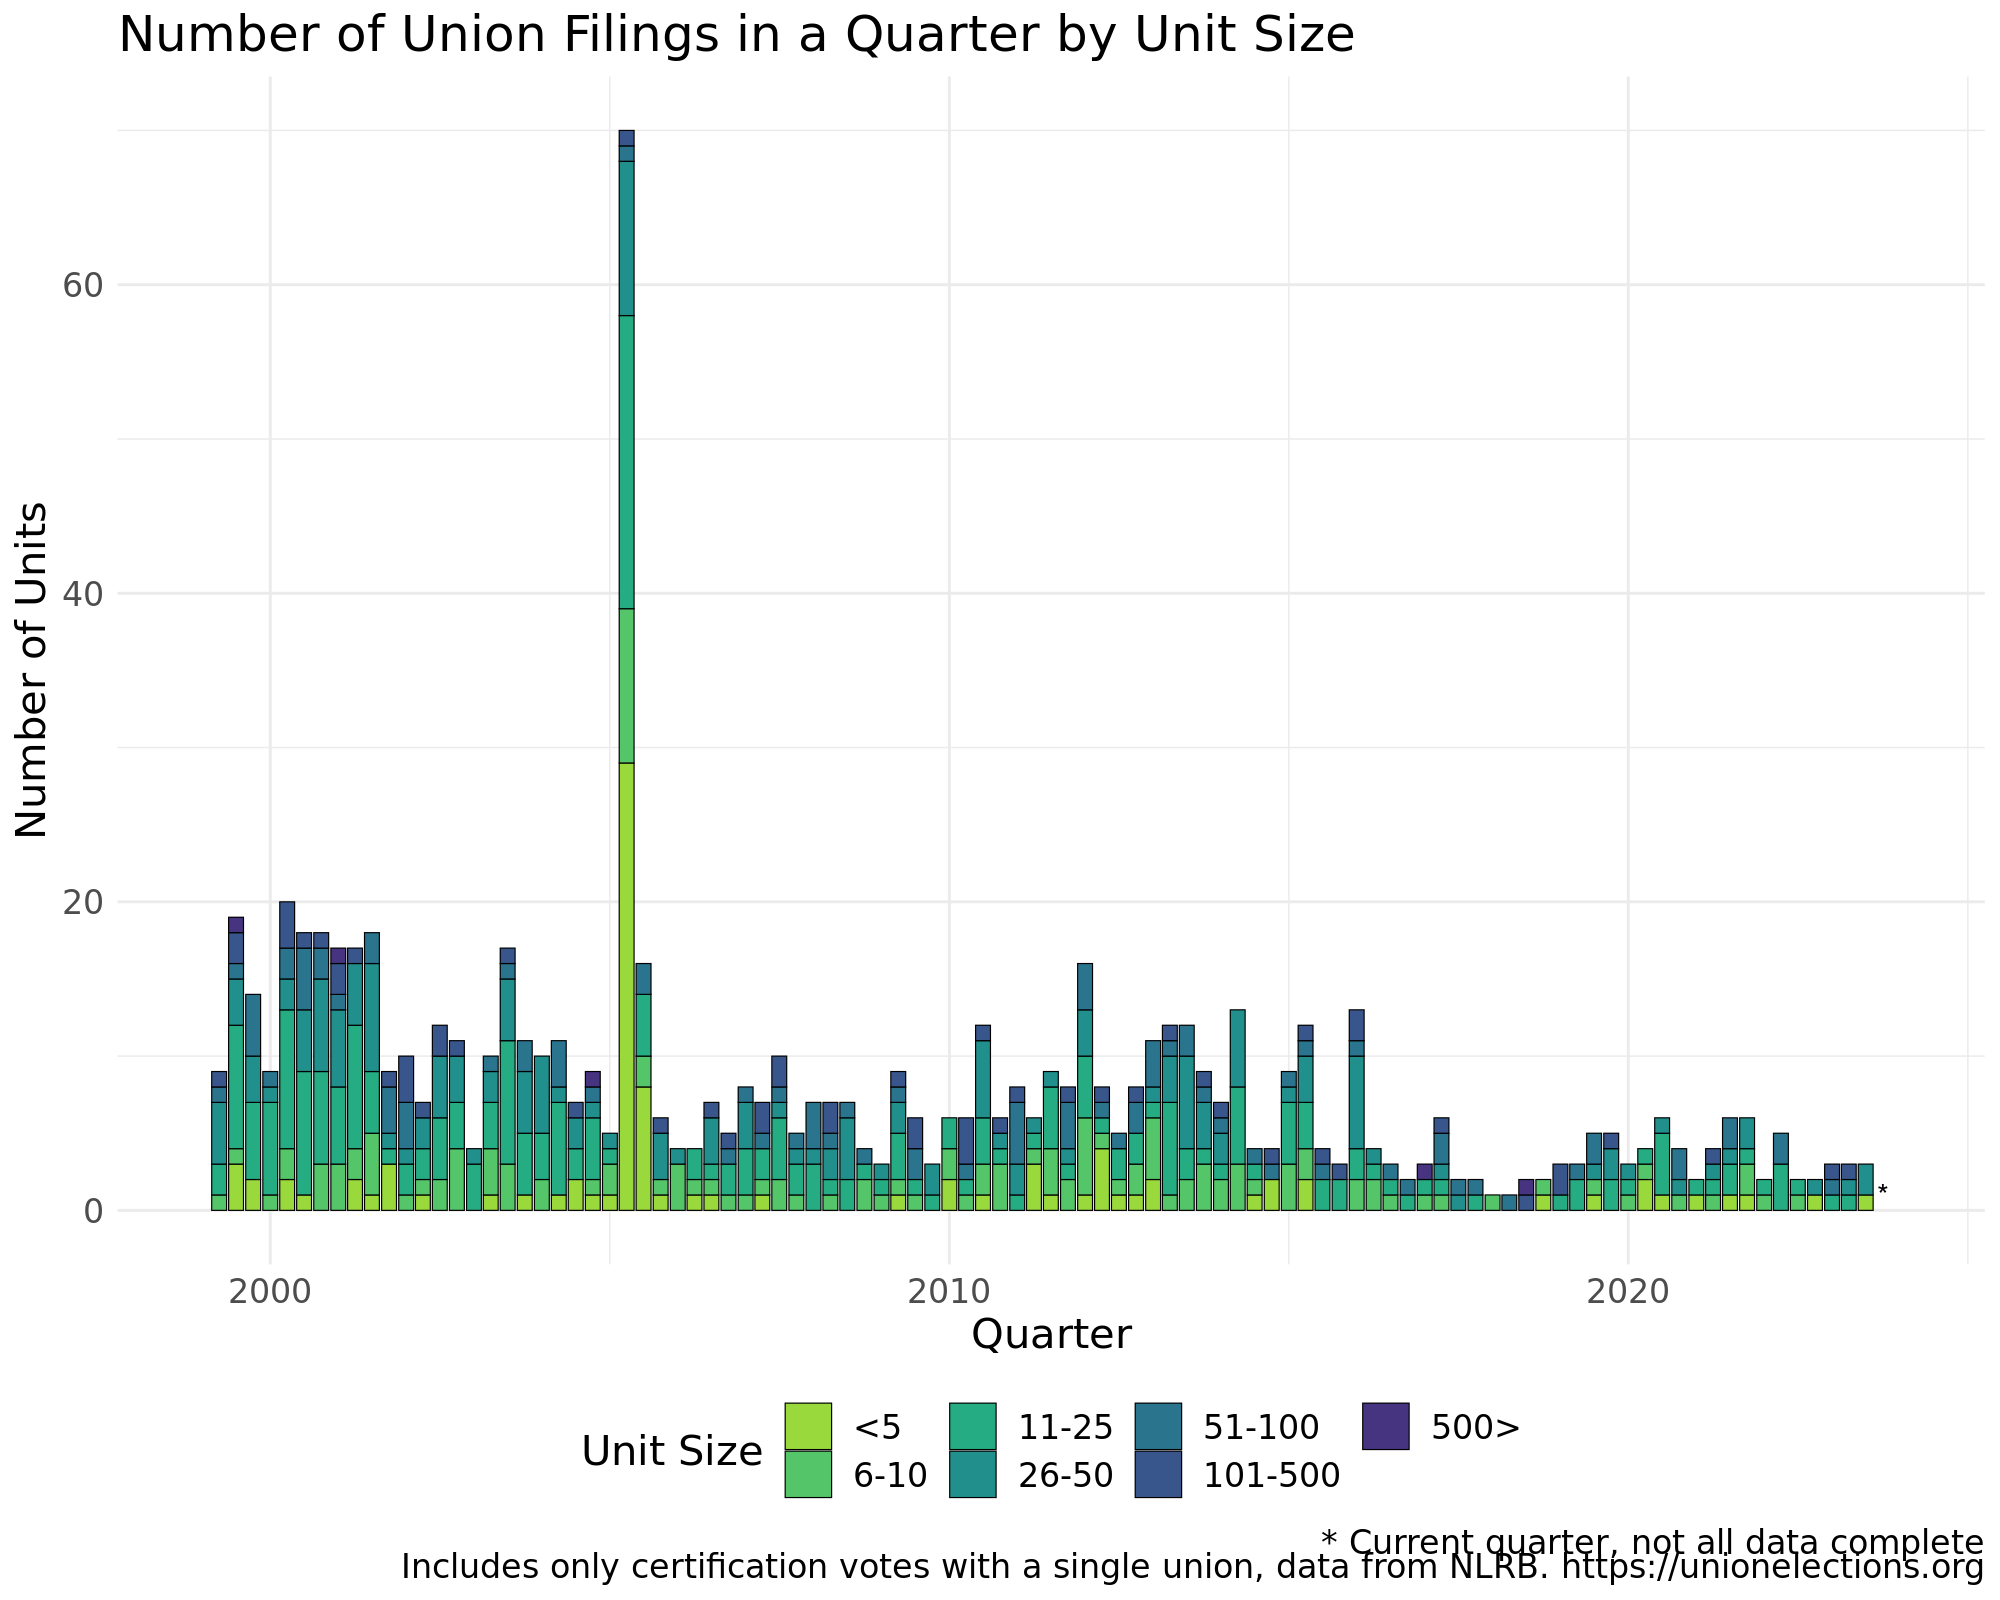 Number of Union Filings in a Quarter by Unit Size
Number of Units
60
40
20
0
*
2000
2010
2020
Quarter
Unit Size
<5
11-25
51-100
500>
6-10
26-50
101-500
* Current quarter, not all data complete
Includes only certification votes with a single union, data from NLRB. https://unionelections.org